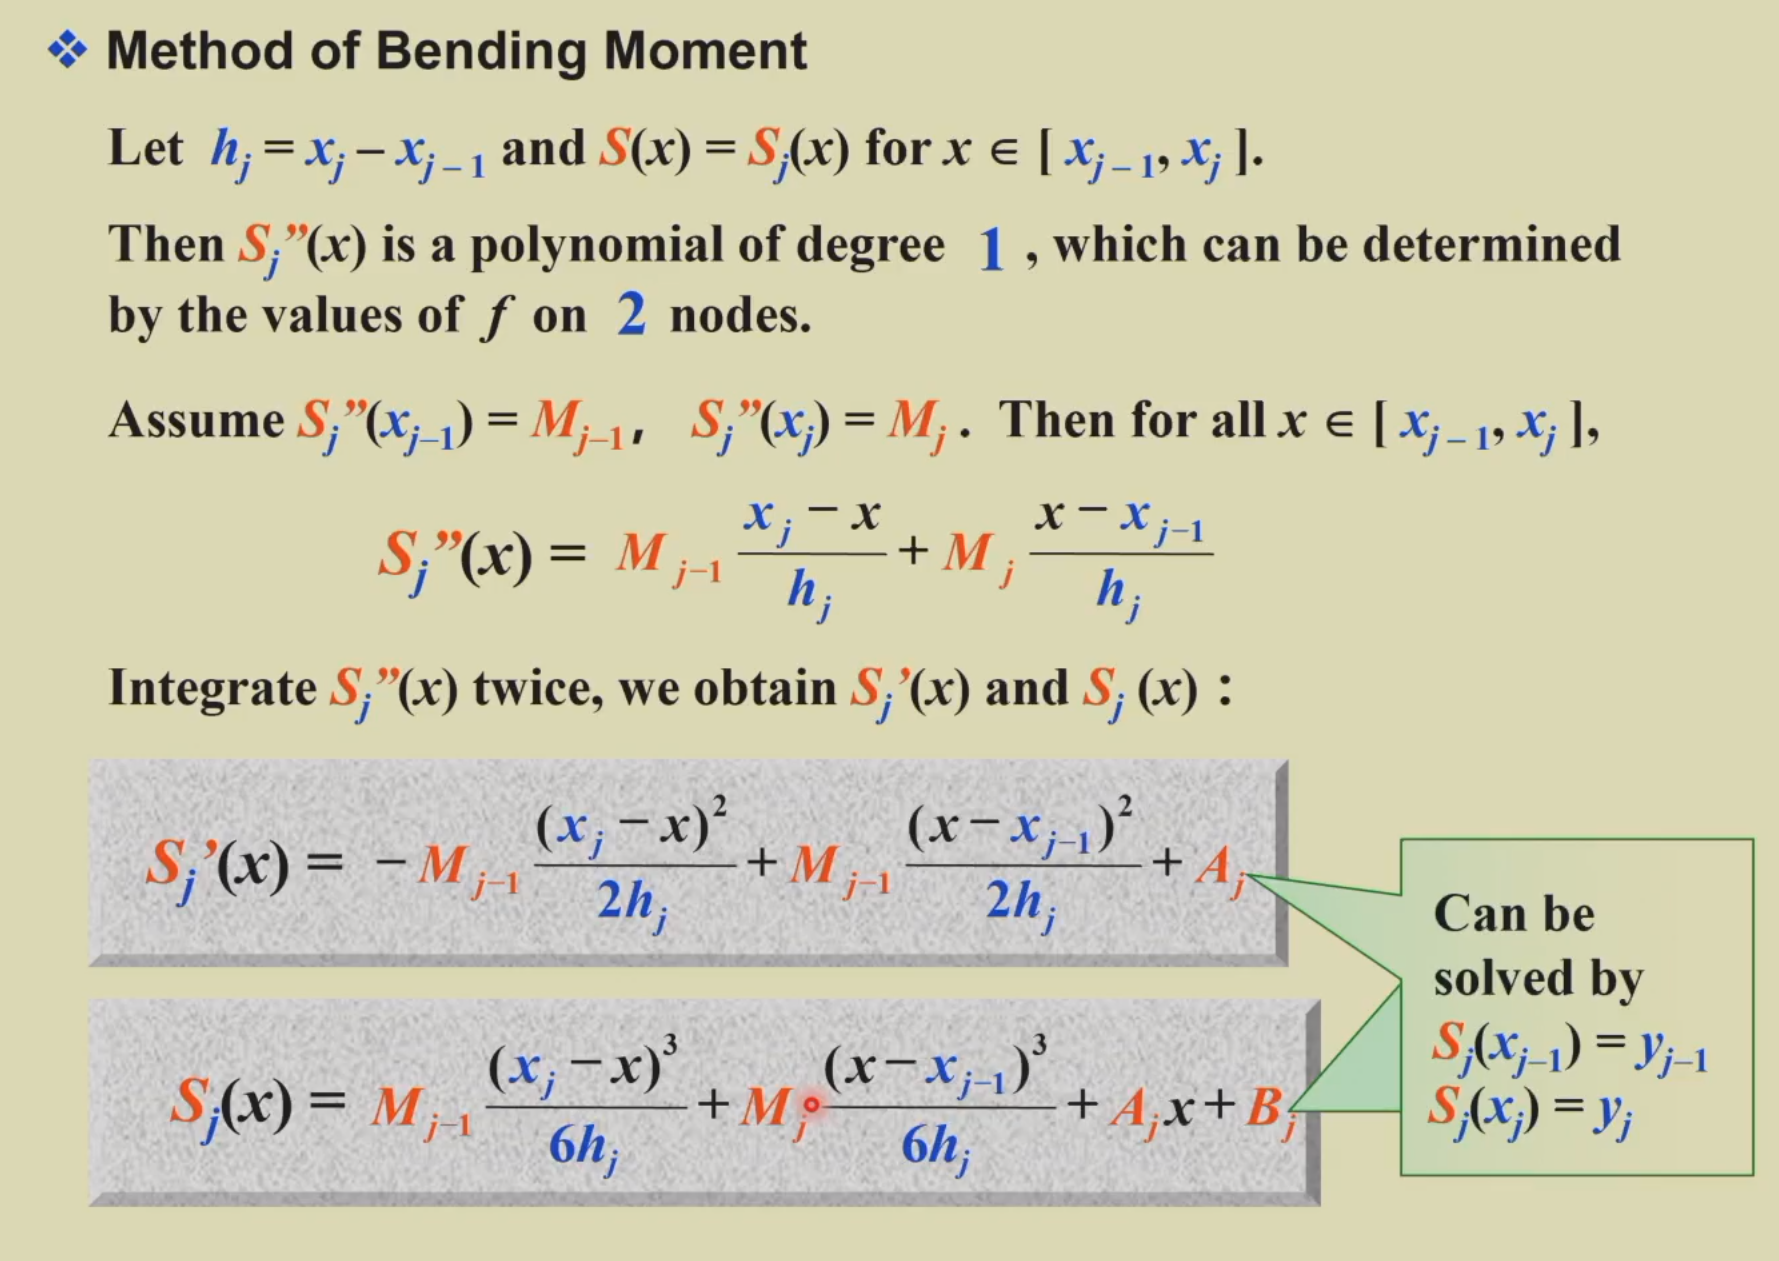 ❖ Method of Bending Moment
Let h_j = x_j – x_{j – 1} and S(x) = S_j(x) for x ∈ [ x_{j – 1}, x_j ].
Then S_j”(x) is a polynomial of degree 1 , which can be determined
by the values of f on 2 nodes.
Assume S_j”(x_{j–1}) = M_{j–1}, S_j”(x_j) = M_j . Then for all x ∈ [ x_{j – 1}, x_j ],
S_j”(x) = M_{j–1} \frac{x_j – x}{h_j} + M_j \frac{x – x_{j–1}}{h_j}
Integrate S_j”(x) twice, we obtain S_j’(x) and S_j (x) :
S_j’(x) = – M_{j–1} \frac{(x_j – x)^2}{2h_j} + M_{j–1} \frac{(x – x_{j–1})^2}{2h_j} + A_j
S_j(x) = M_{j–1} \frac{(x_j – x)^3}{6h_j} + M_j \frac{(x – x_{j–1})^3}{6h_j} + A_j x + B_j
Can be
solved by
S_j(x_{j–1}) = y_{j–1}
S_j(x_j) = y_j